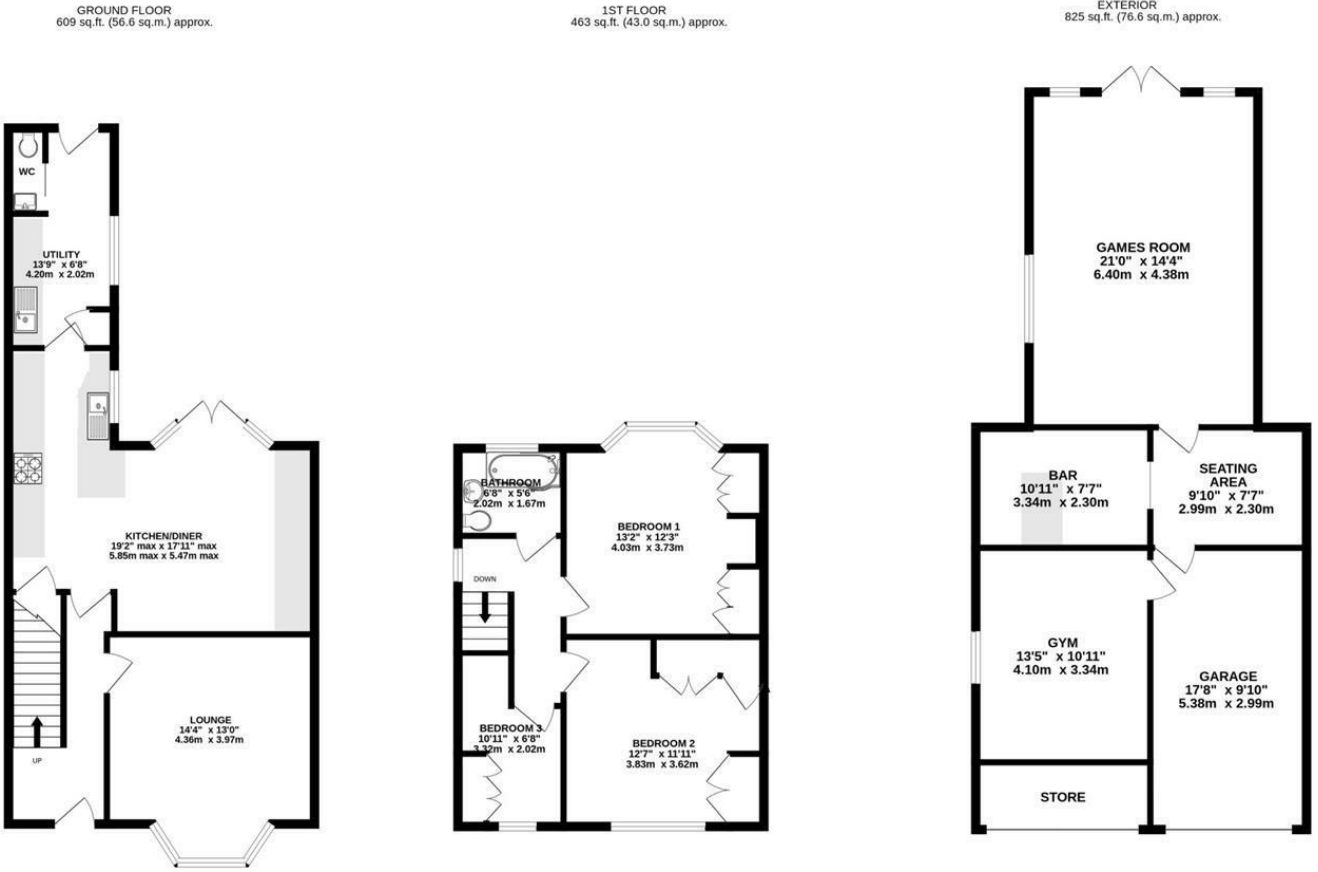 GROUND FLOOR
609 sq.ft. (56.6 sq.m.) approx.
WC
UTILITY
13'9" x 6'8"
4.20m x 2.02m
KITCHEN/DINER
19'2" max x 17'11" max
5.85m max x 5.47m max
LOUNGE
14'4" x 13'0"
4.36m x 3.97m
UP
1ST FLOOR
463 sq.ft. (43.0 sq.m.) approx.
BATHROOM
6'8" x 5'6"
2.02m x 1.67m
BEDROOM 1
13'2" x 12'3"
4.03m x 3.73m
DOWN
BEDROOM 3
10'11" x 6'8"
3.32m x 2.02m
BEDROOM 2
12'7" x 11'11"
3.83m x 3.62m
EXTERIOR
825 sq.ft. (76.6 sq.m.) approx.
GAMES ROOM
21'0" x 14'4"
6.40m x 4.38m
BAR
10'11" x 7'7"
3.34m x 2.30m
SEATING
AREA
9'10" x 7'7"
2.99m x 2.30m
GYM
13'5" x 10'11"
4.10m x 3.34m
GARAGE
17'8" x 9'10"
5.38m x 2.99m
STORE